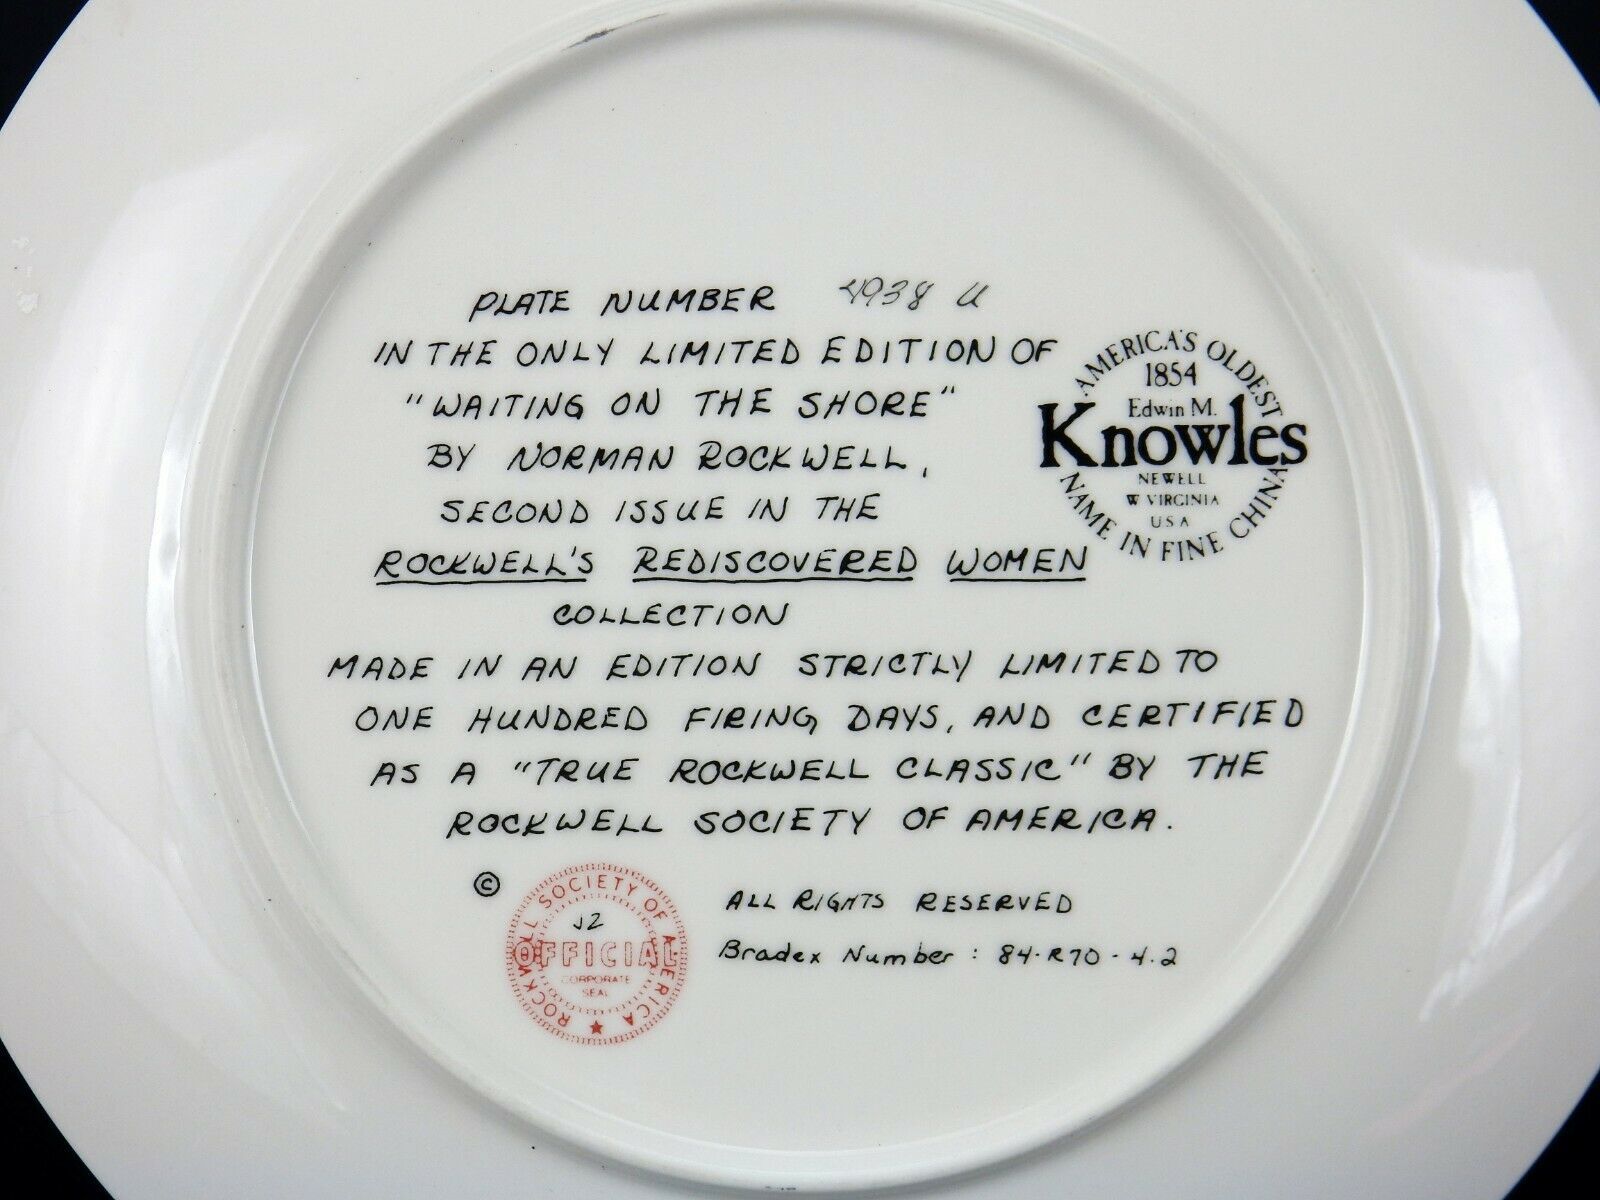 PLATE NUMBER 4938 U
IN THE ONLY LIMITED EDITION OF
"WAITING ON THE SHORE"
BY NORMAN ROCKWELL,
SECOND ISSUE IN THE
ROCKWELL'S REDISCOVERED WOMEN
COLLECTION
MADE IN AN EDITION STRICTLY LIMITED TO
ONE HUNDRED FIRING DAYS, AND CERTIFIED
AS A "TRUE ROCKWELL CLASSIC" BY THE
ROCKWELL SOCIETY OF AMERICA.
AMERICA'S OLDEST
1854
Edwin M.
Knowles
NEWELL
W VIRGINIA
USA
NAME IN FINE CHINA
©
ROCKWELL SOCIETY OF AMERICA
J2
OFFICIAL
CORPORATE
SEAL
ALL RIGHTS RESERVED
Bradex Number: 84-R70-4.2